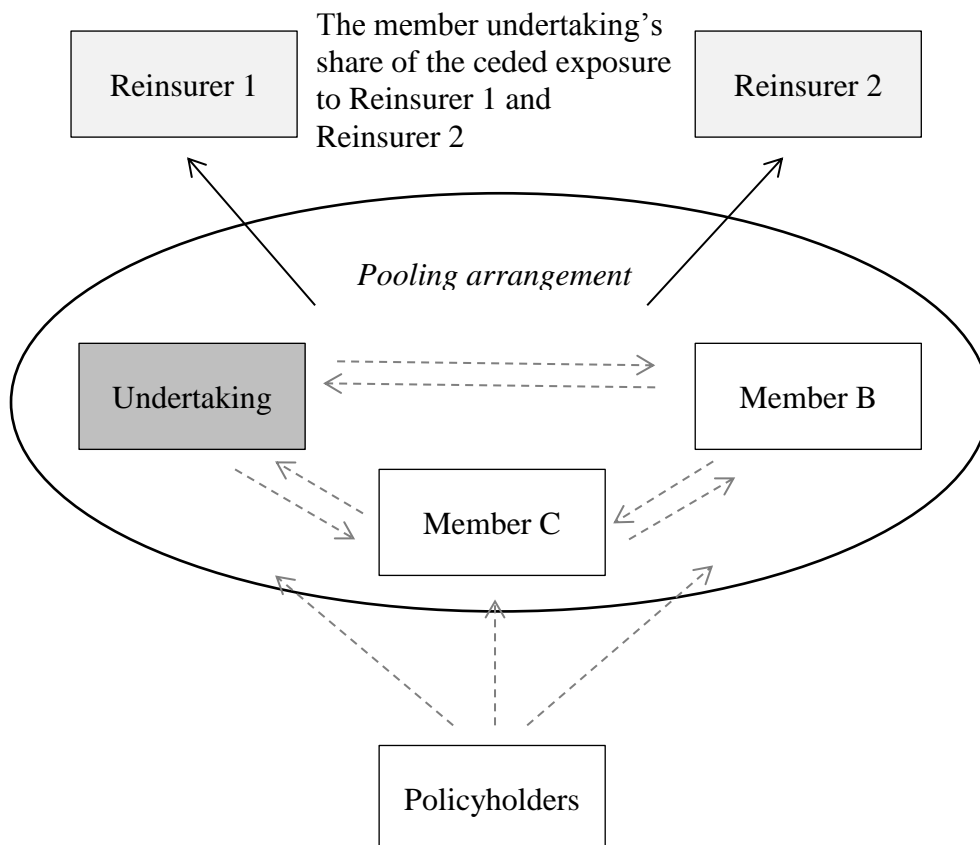 The member undertaking’s
share of the ceded exposure
to Reinsurer 1 and
Reinsurer 2
Reinsurer 1
Reinsurer 2
Pooling arrangement
Undertaking
Member B
Member C
Policyholders